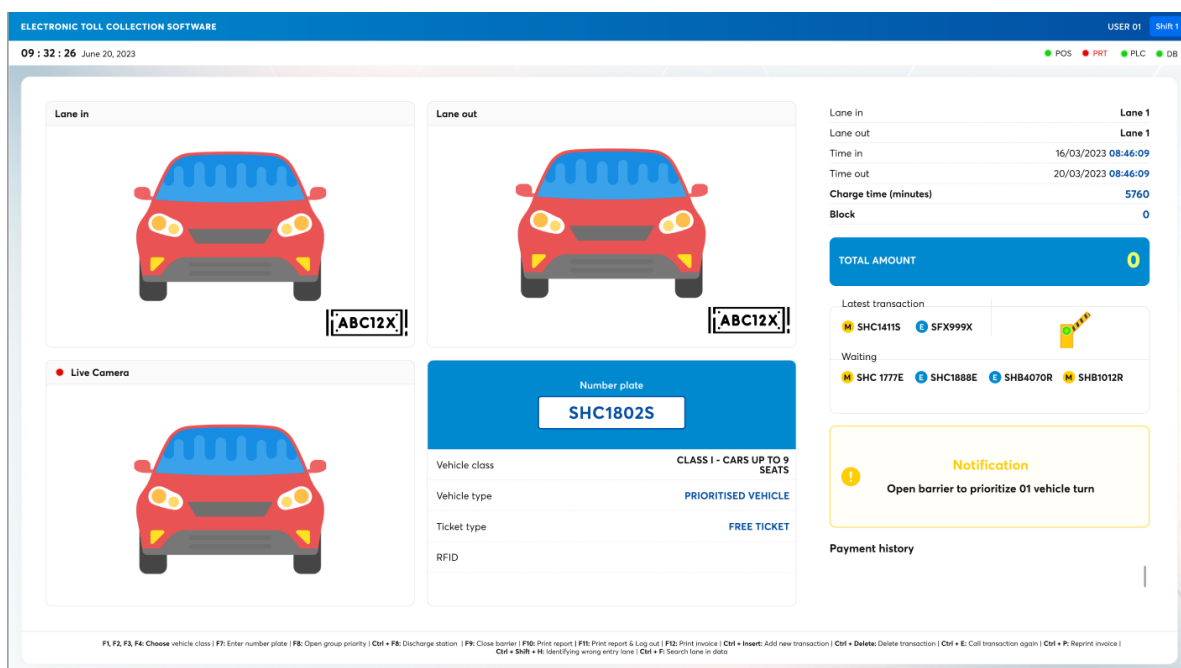 ELECTRONIC TOLL COLLECTION SOFTWARE
USER 01 Shift 1
09 : 32 : 26 June 20, 2023
POS PRT PLC DB
Lane in
ABC12X
Lane out
ABC12X
Live Camera
Number plate
SHC1802S
Vehicle class CLASS I - CARS UP TO 9
SEATS
Vehicle type PRIORITISED VEHICLE
Ticket type FREE TICKET
RFID
Lane in Lane 1
Lane out Lane 1
Time in 16/03/2023 08:46:09
Time out 20/03/2023 08:46:09
Charge time (minutes) 5760
Block 0
TOTAL AMOUNT 0
Latest transaction
M SHC1411S E SFX999X
Waiting
M SHC 1777E E SHC1888E E SHB4070R M SHB1012R
!
Notification
Open barrier to prioritize 01 vehicle turn
Payment history
F1, F2, F3, F4: Choose vehicle class | F7: Enter number plate | F8: Open group priority | Ctrl + F8: Discharge station | F9: Close barrier | F10: Print report | F11: Print report & Log out | F12: Print invoice | Ctrl + Insert: Add new transaction | Ctrl + Delete: Delete transaction | Ctrl + E: Call transaction again | Ctrl + P: Reprint invoice |
Ctrl + Shift + H: Identifying wrong entry lane | Ctrl + F: Search lane in data